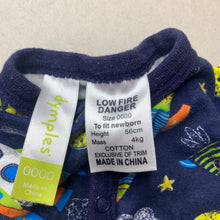 dymples
0000
Made in
China
LOW FIRE
DANGER
Size 0000
To fit newborn
Height 56cm
Mass 4kg
COTTON
EXCLUSIVE OF TRIM
MADE IN CHINA